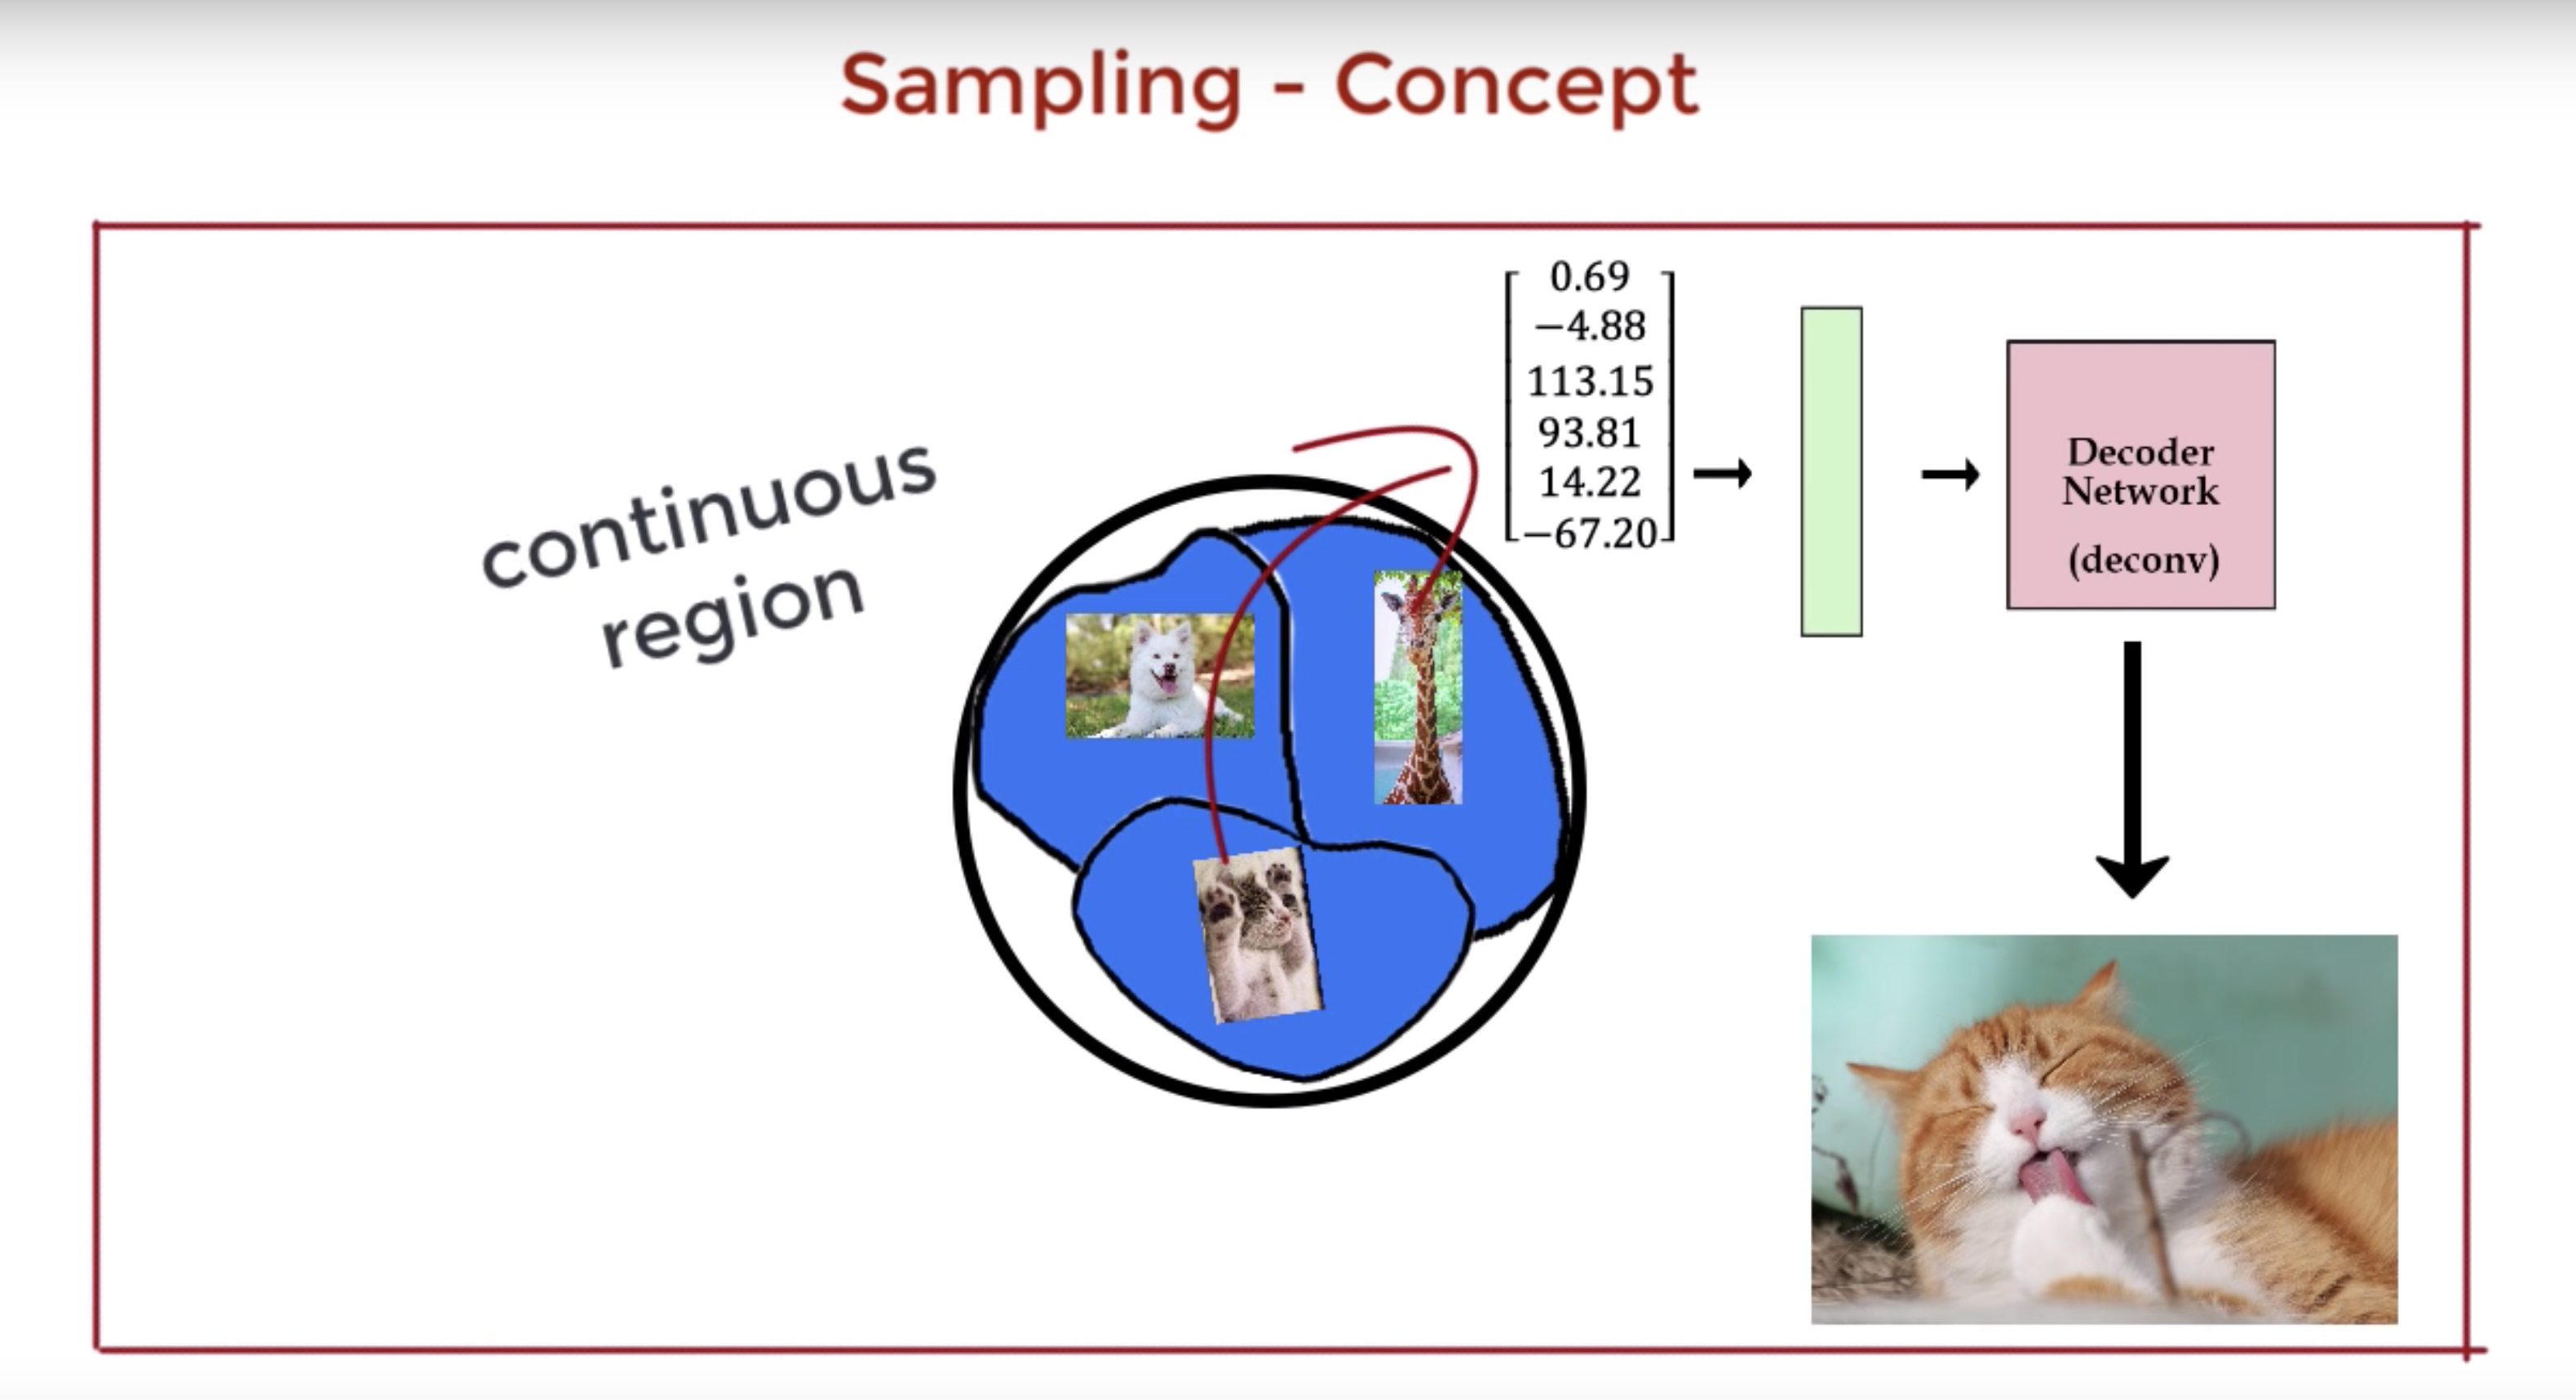 Sampling - Concept
continuous
region
0.69
−4.88
113.15
93.81
14.22
−67.20
Decoder
Network
(deconv)